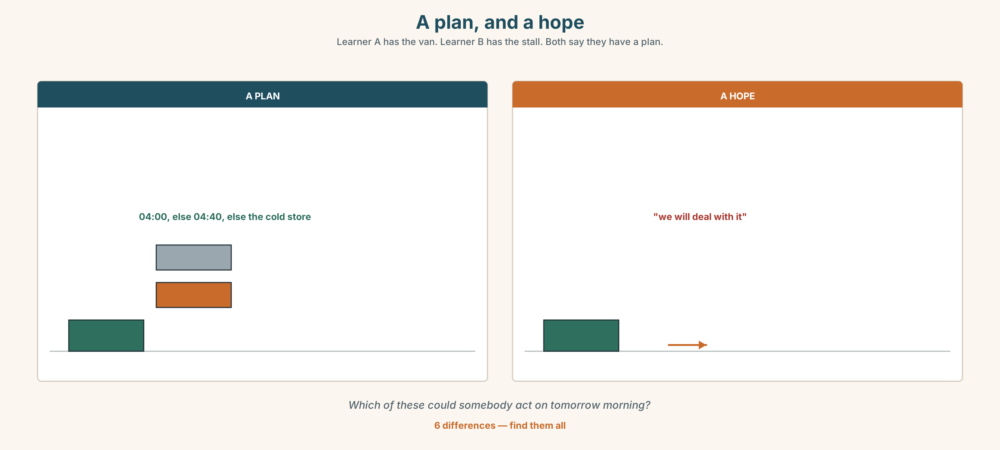 A plan, and a hope
Learner A has the van. Learner B has the stall. Both say they have a plan.
A PLAN
04:00, else 04:40, else the cold store
A HOPE
"we will deal with it"
Which of these could somebody act on tomorrow morning?
6 differences — find them all